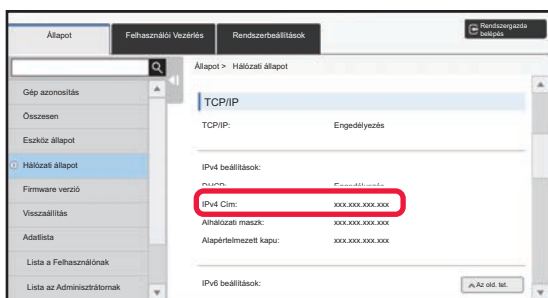 Állapot
Felhasználói Vezérlés
Rendszerbeállítások
Rendszergazda
belépés
Állapot > Hálózati állapot
Gép azonosítás
Összesen
Eszköz állapot
Hálózati állapot
Firmware verzió
Visszaállítás
Adatlista
Lista a Felhasználónak
Lista az Adminisztrátornak
TCP/IP
TCP/IP: Engedélyezés
IPv4 beállítások:
DHCP: Engedélyezés
IPv4 Cím: xxx.xxx.xxx.xxx
Alhálózati maszk: xxx.xxx.xxx.xxx
Alapértelmezett kapu: xxx.xxx.xxx.xxx
IPv6 beállítások:
Az old. tet.